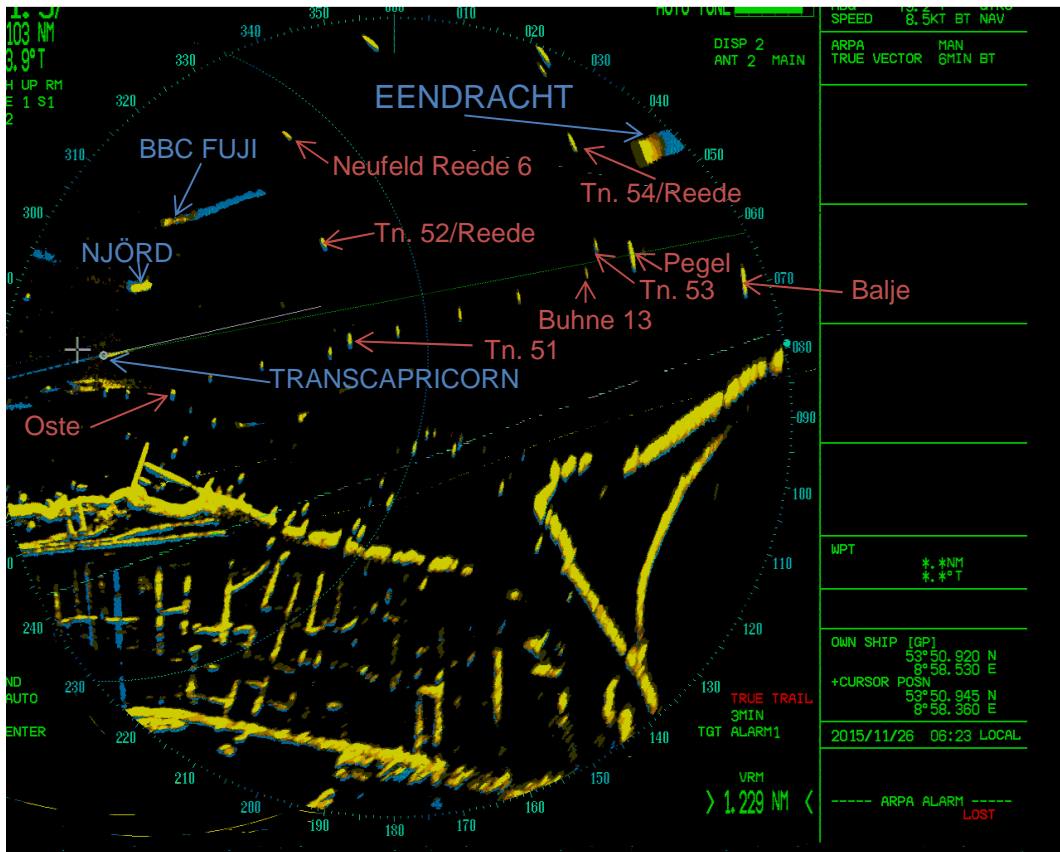 103 NM
UP RM
E 1 S1
2
350
000
010
020
030
040
050
060
070
080
090
100
110
120
130
140
150
160
170
180
190
200
210
220
230
240
300
310
320
340
AUTO TUNE
DISP 2
ANT 2 MAIN
SPEED 8.5KT BT NAV
ARPA MAN
TRUE VECTOR 6MIN BT
EENDRACHT
BBC FUJI
Neufeld Reede 6
Tn. 54/Reede
Tn. 52/Reede
NJÖRD
Pegel
Tn. 53
Balje
Buhne 13
Tn. 51
TRANSCAPRICORN
Oste
WPT
*.*NM
*.*°T
OWN SHIP [GP]
53°50.920 N
8°58.530 E
+CURSOR POSN
53°50.945 N
8°58.360 E
2015/11/26 06:23 LOCAL
ND
AUTO
ENTER
TRUE TRAIL
3MIN
TGT ALARM1
VRM
> 1.229 NM <
----- ARPA ALARM -----
LOST